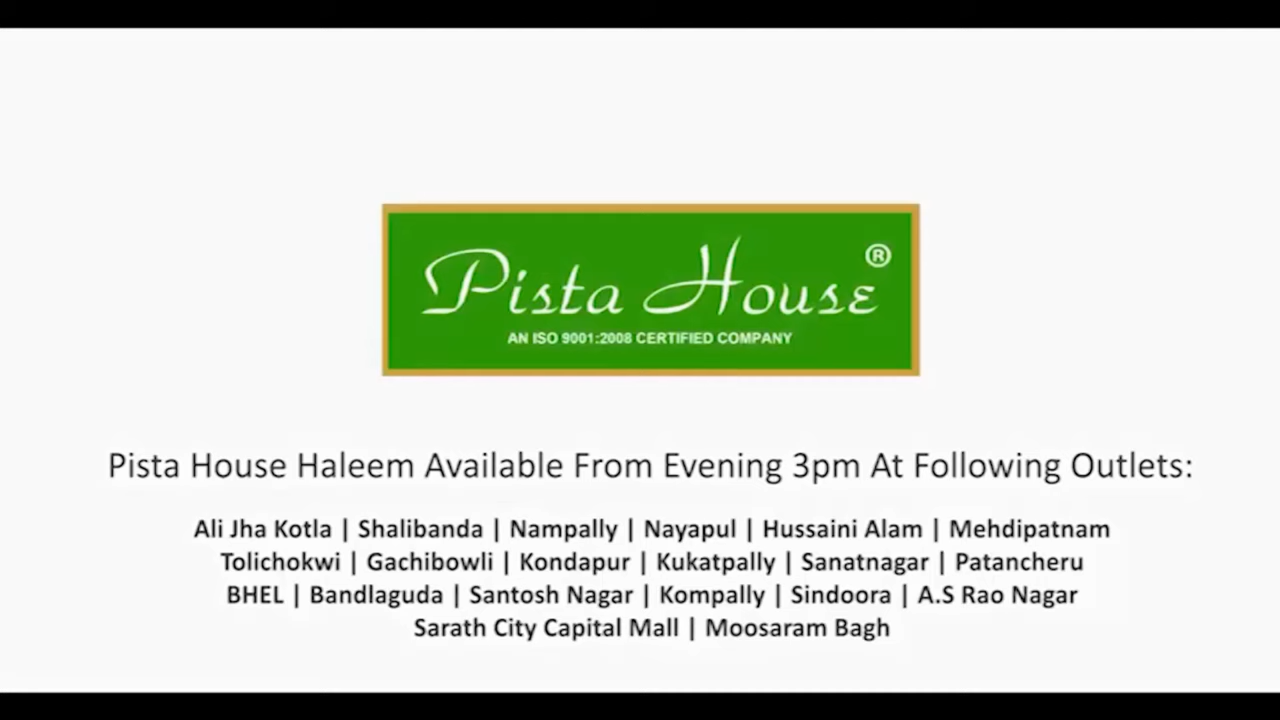 Pista House ®
AN ISO 9001:2008 CERTIFIED COMPANY
Pista House Haleem Available From Evening 3pm At Following Outlets:
Ali Jha Kotla | Shalibanda | Nampally | Nayapul | Hussaini Alam | Mehdipatnam
Tolichokwi | Gachibowli | Kondapur | Kukatpally | Sanatnagar | Patancheru
BHEL | Bandlaguda | Santosh Nagar | Kompally | Sindoora | A.S Rao Nagar
Sarath City Capital Mall | Moosaram Bagh